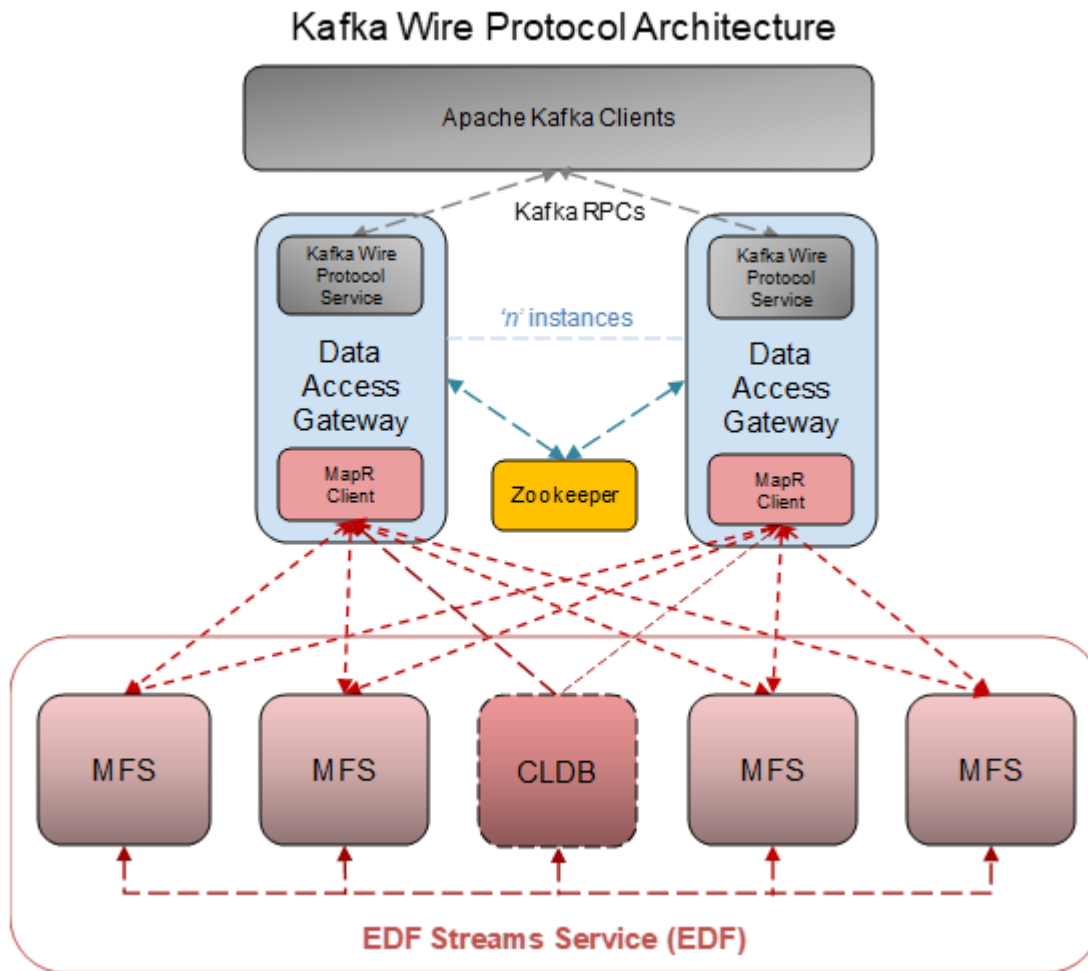 Kafka Wire Protocol Architecture
Apache Kafka Clients
Kafka RPCs
Kafka Wire
Protocol
Service
Data
Access
Gateway
MapR
Client
'n' instances
Zookeeper
Kafka Wire
Protocol
Service
Data
Access
Gateway
MapR
Client
MFS
MFS
CLDB
MFS
MFS
EDF Streams Service (EDF)